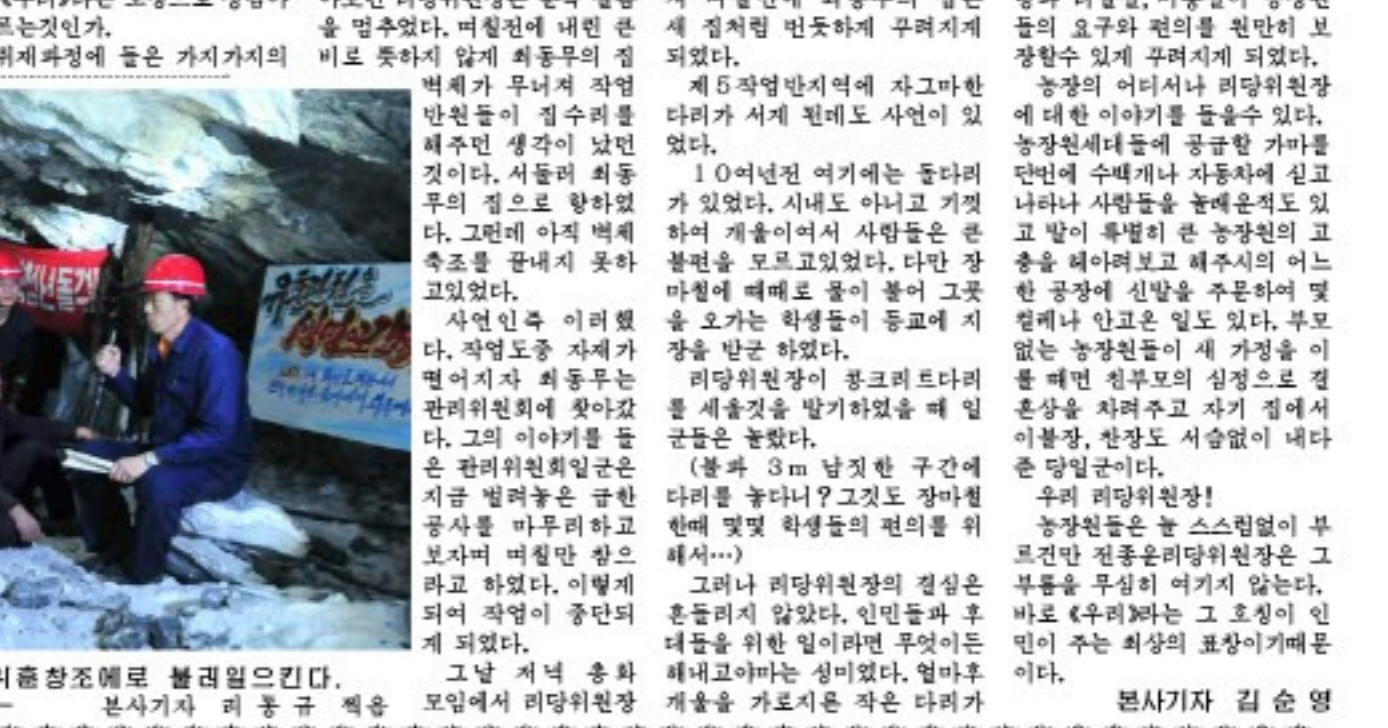 르는것인가.
취재과정에 들은 가지가지의
위훈창조에로 불러일으킨다.
본사기자 리 통 규 찍음
을 멈추었다. 며칠전에 내린 큰
비로 뜻하지 않게 최동무의 집
벽체가 무너져 작업
반원들이 집수리를
해주던 생각이 났던
것이다. 서둘러 최동
무의 집으로 향하였
다. 그런데 아직 벽체
축조를 끝내지 못하
고있었다.
사연인즉 이러했
다. 작업도중 자재가
떨어지자 최동무는
관리위원회에 찾아갔
다. 그의 이야기를 들
은 관리위원회일군은
지금 벌려놓은 급한
공사를 마무리하고
보자며 며칠만 참으
라고 하였다. 이렇게
되여 작업이 중단되
게 되였다.
그날 저녁 총화
모임에서 리당위원장
세 집처럼 번듯하게 꾸려지게
되였다.
제5작업반지역에 자그마한
다리가 서게 된데도 사연이 있
었다.
10여년전 여기에는 돌다리
가 있었다. 시내도 아니고 기껏
하여 개울이여서 사람들은 큰
불편을 모르고있었다. 다만 장
마철에 때때로 물이 불어 그곳
을 오가는 학생들이 등교에 지
장을 받군 하였다.
리당위원장이 콩크리트다리
를 세울것을 발기하였을 때 일
군들은 놀랐다.
(불과 3m 남짓한 구간에
다리를 놓다니? 그것도 장마철
한때 몇몇 학생들의 편의를 위
해서…)
그러나 리당위원장의 결심은
흔들리지 않았다. 인민들과 후
대들을 위한 일이라면 무엇이든
해내고야마는 성미였다. 얼마후
개울을 가로지른 작은 다리가
들의 요구와 편의를 원만히 보
장할수 있게 꾸려지게 되였다.
농장의 어디서나 리당위원장
에 대한 이야기를 들을수 있다.
농장원세대들에 공급할 가마를
단번에 수백개나 자동차에 싣고
나타나 사람들을 놀래운적도 있
고 발이 특별히 큰 농장원의 고
충을 헤아려보고 해주시의 어느
한 공장에 신발을 주문하여 몇
컬레나 안고온 일도 있다. 부모
없는 농장원들이 새 가정을 이
룰 때면 친부모의 심정으로 결
혼상을 차려주고 자기 집에서
이불장, 찬장도 서슴없이 내다
준 당일군이다.
우리 리당위원장!
농장원들은 늘 스스럼없이 부
르건만 전종운리당위원장은 그
부름을 무심히 여기지 않는다.
바로 《우리》라는 그 호칭이 인
민이 주는 최상의 표창이기때문
이다.
본사기자 김 순 영